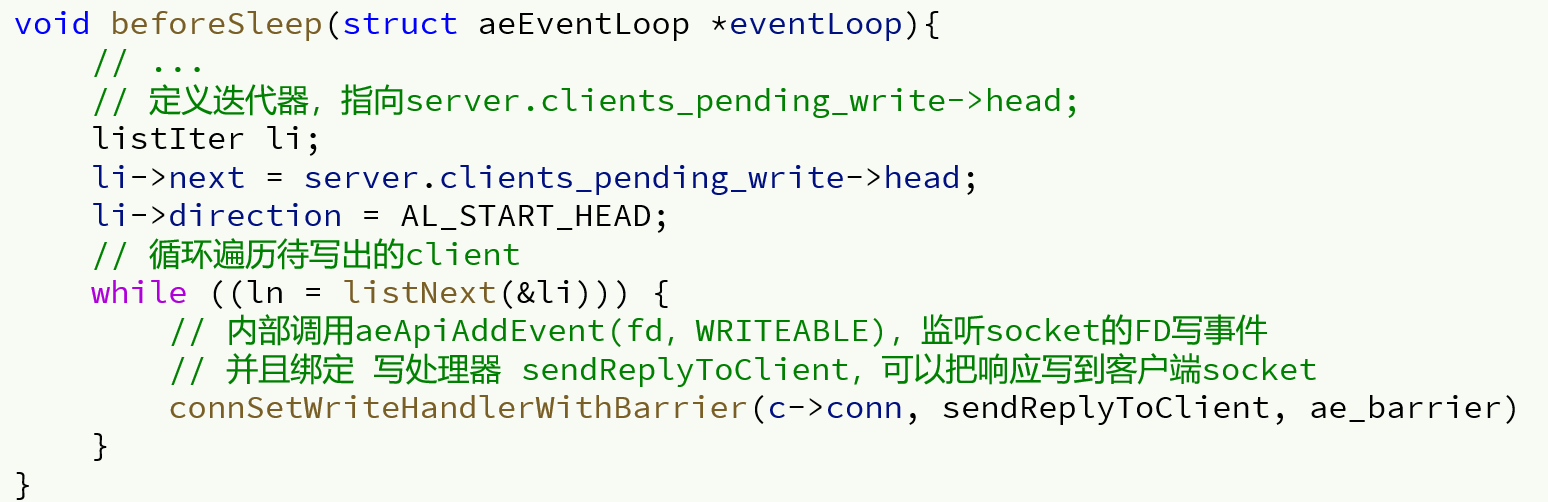 void beforeSleep(struct aeEventLoop *eventLoop){
    // ...
    // 定义迭代器，指向server.clients_pending_write->head;
    listIter li;
    li->next = server.clients_pending_write->head;
    li->direction = AL_START_HEAD;
    // 循环遍历待写出的client
    while ((ln = listNext(&li))) {
        // 内部调用aeApiAddEvent(fd，WRITEABLE)，监听socket的FD写事件
        // 并且绑定 写处理器 sendReplyToClient，可以把响应写到客户端socket
        connSetWriteHandlerWithBarrier(c->conn, sendReplyToClient, ae_barrier)
    }
}